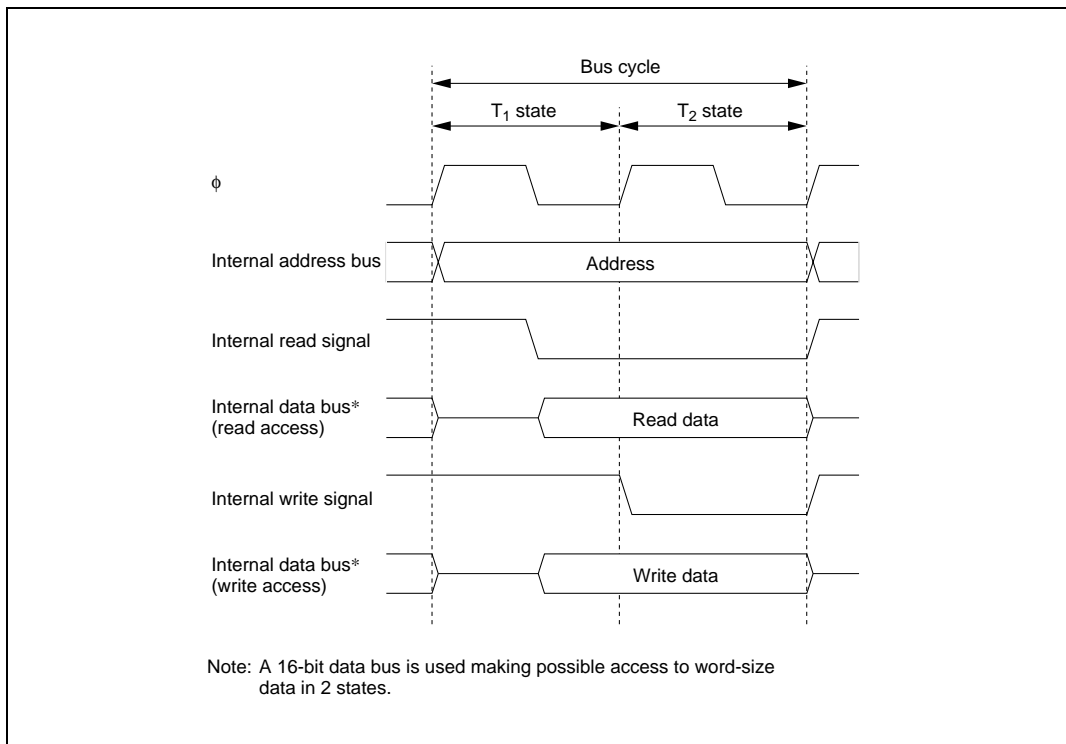 Bus cycle
T₁ state
T₂ state
φ
Internal address bus
Address
Internal read signal
Internal data bus*
(read access)
Read data
Internal write signal
Internal data bus*
(write access)
Write data
Note: A 16-bit data bus is used making possible access to word-size
data in 2 states.